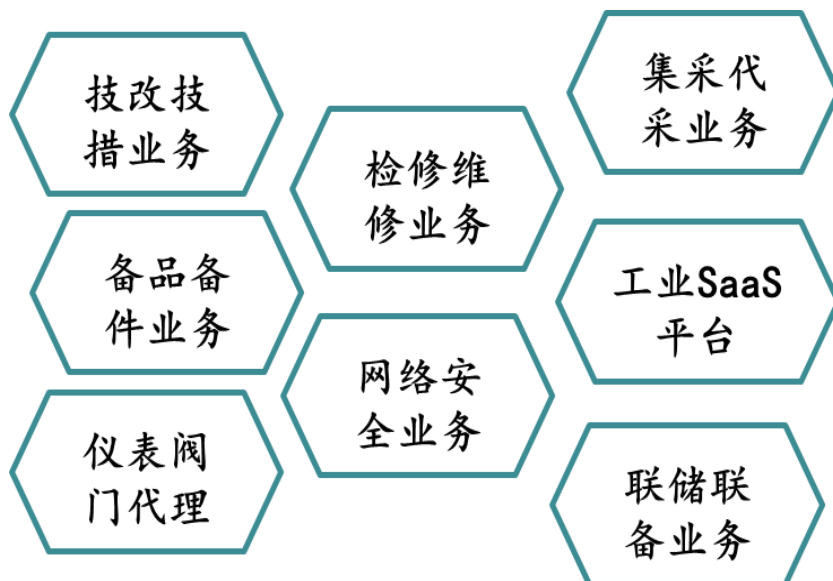 技改技
措业务
备品备
件业务
仪表阀
门代理
检修维
修业务
网络安
全业务
集采代
采业务
工业SaaS
平台
联储联
备业务